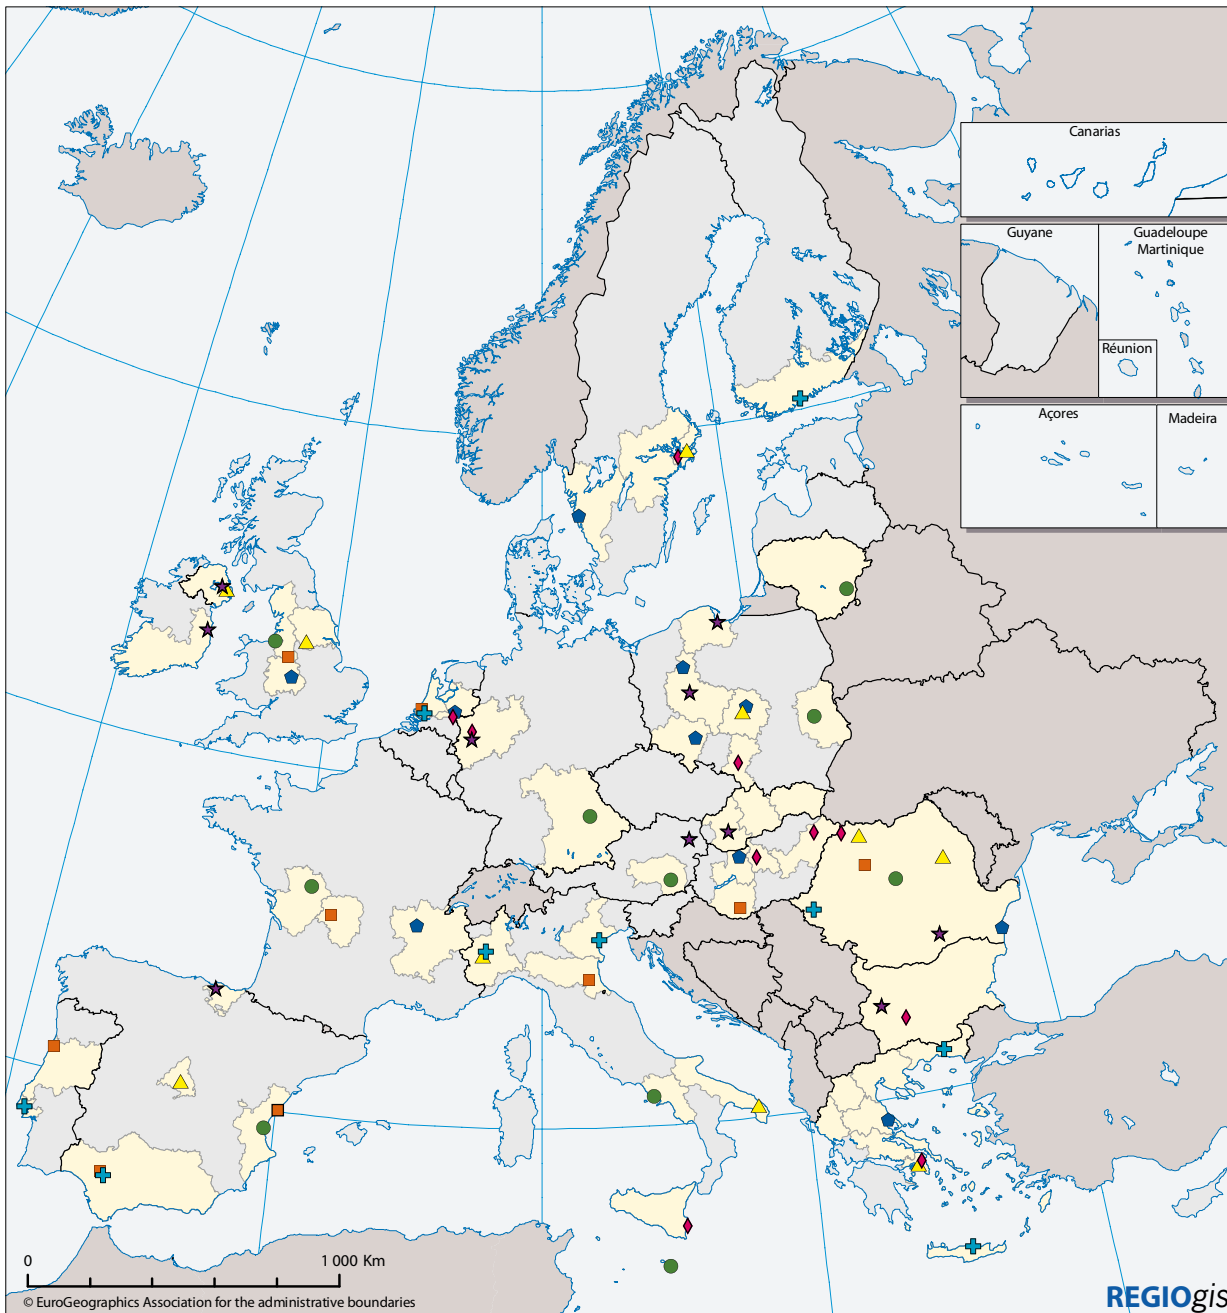 Canarias
Guyane
Guadeloupe
Martinique
Réunion
Açores
Madeira
0
1 000 Km
© EuroGeographics Association for the administrative boundaries
REGIOgis